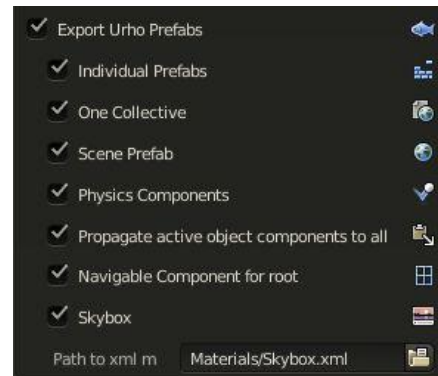 Export Urho Prefabs
Individual Prefabs
One Collective
Scene Prefab
Physics Components
Propagate active object components to all
Navigable Component for root
Skybox
Path to xml m Materials/Skybox.xml